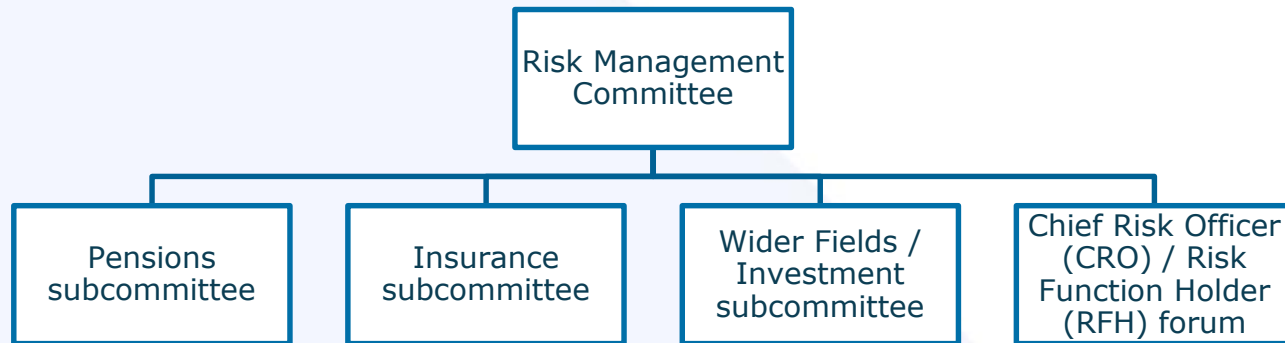 Risk Management
Committee
Pensions
subcommittee
Insurance
subcommittee
Wider Fields /
Investment
subcommittee
Chief Risk Officer
(CRO) / Risk
Function Holder
(RFH) forum